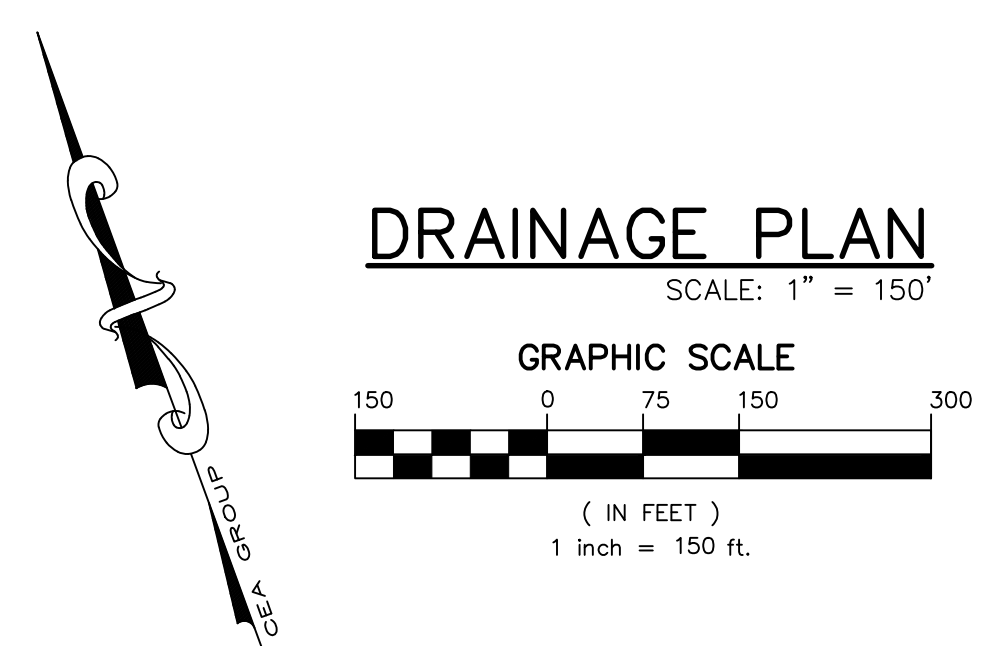 DRAINAGE PLAN
SCALE: 1” = 150’
GRAPHIC SCALE
150 0 75 150 300
( IN FEET )
1 inch = 150 ft.
CEA GROUP